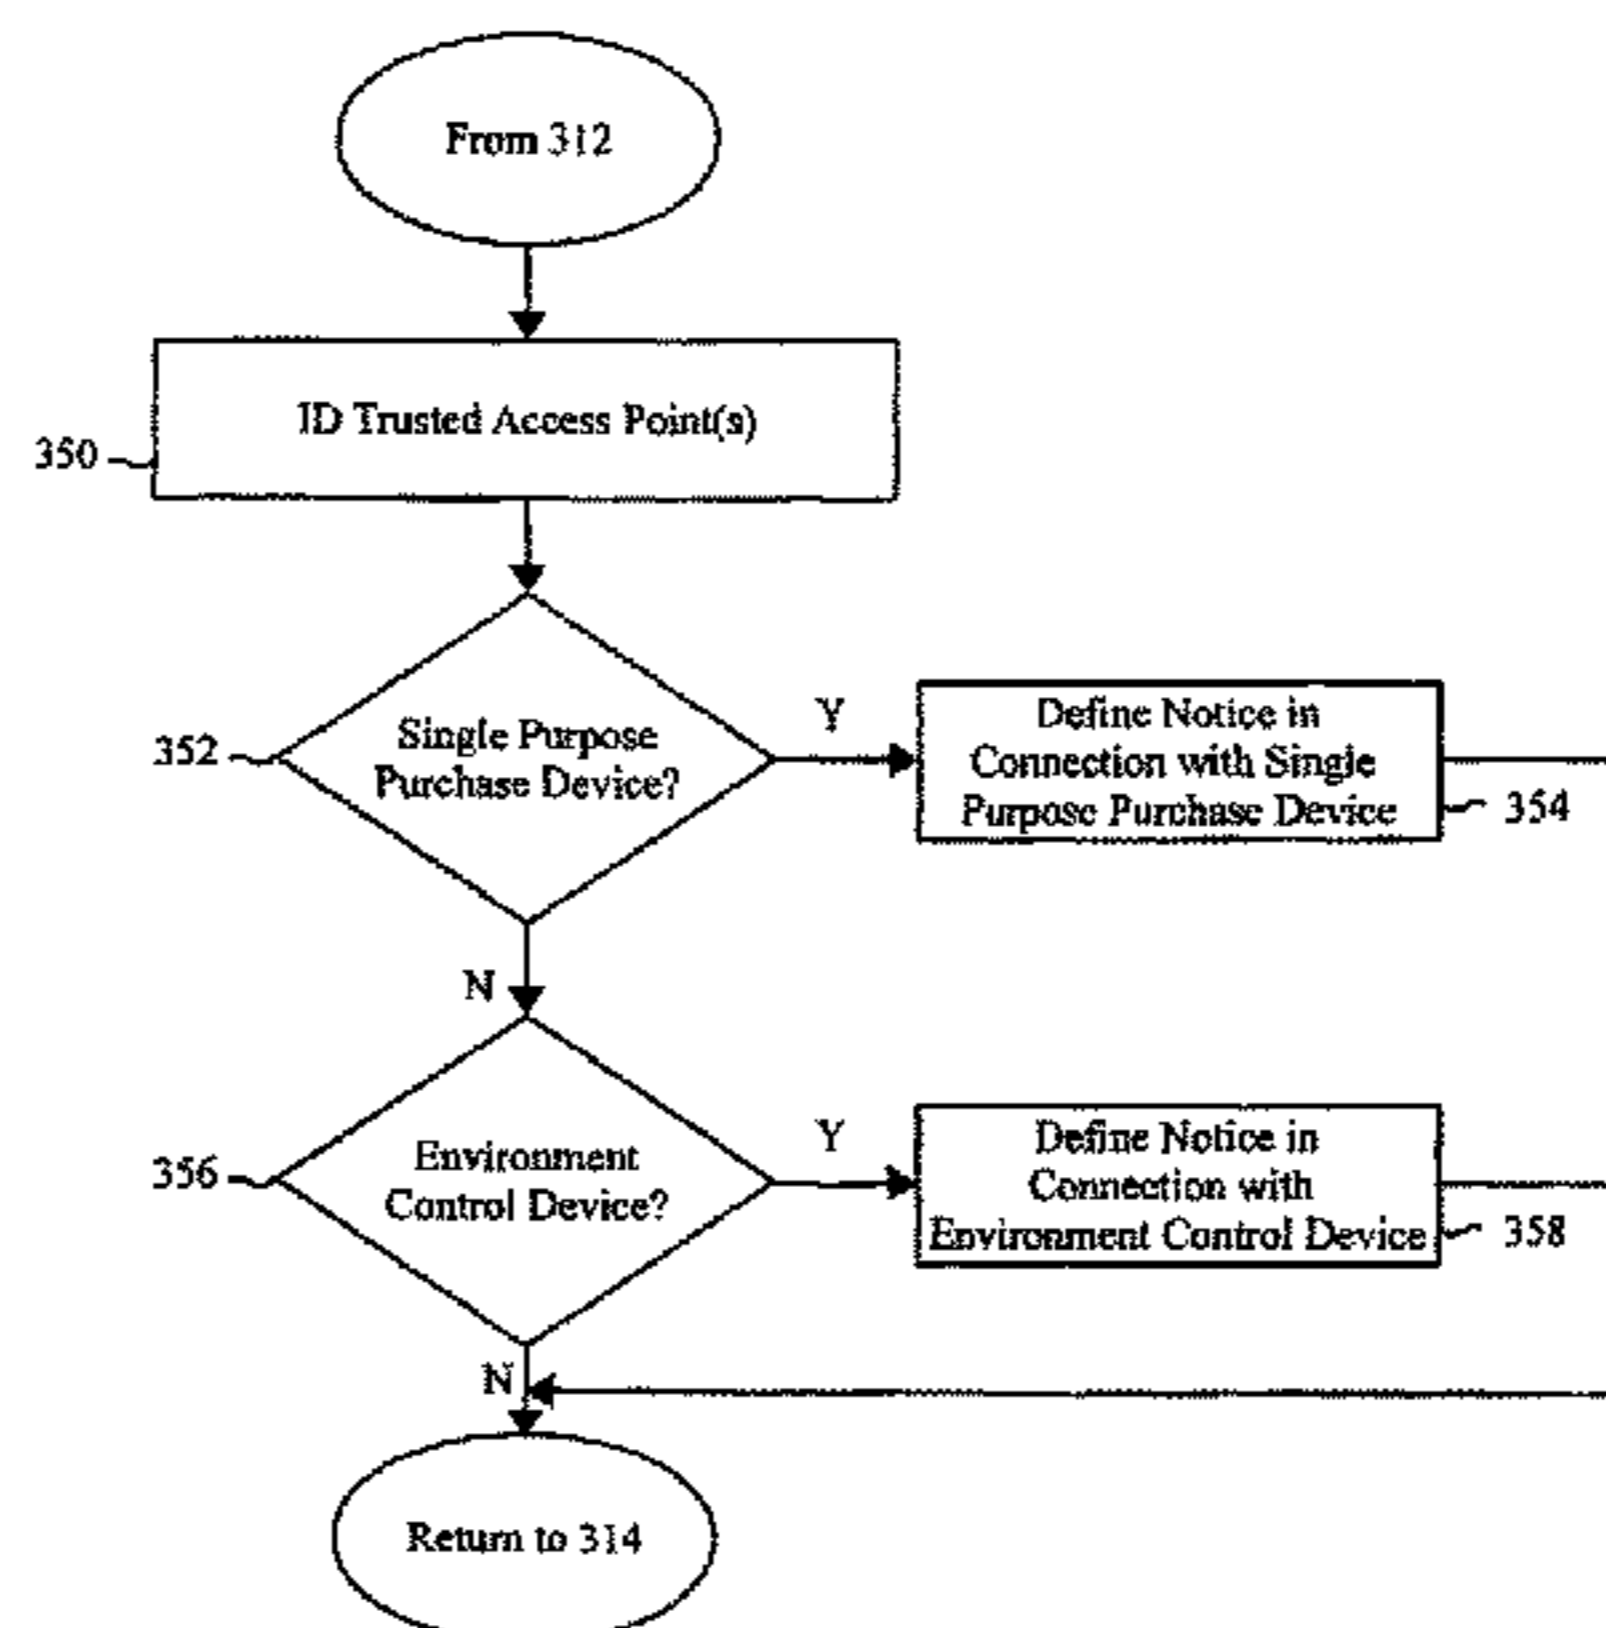 From 312
ID Trusted Access Point(s)
350
352
Single Purpose
Purchase Device?
Y
Define Notice in
Connection with Single
Purpose Purchase Device
354
N
356
Environment
Control Device?
Y
Define Notice in
Connection with
Environment Control Device
358
N
Return to 314